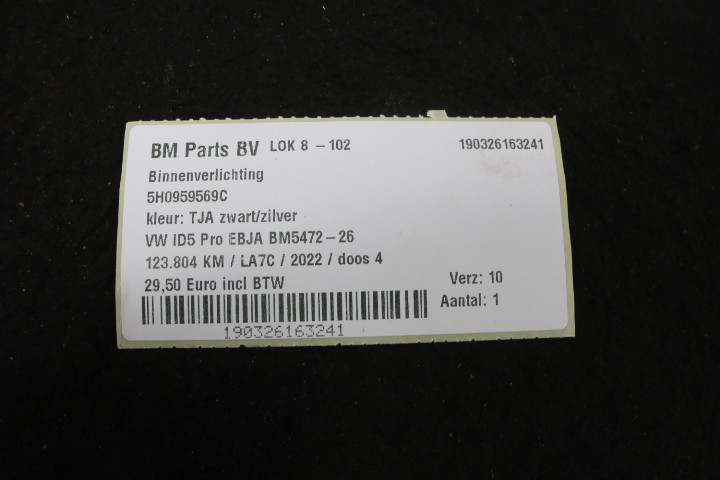 BM Parts BV LOK 8 - 102 190326163241
Binnenverlichting
5H0959569C
kleur: TJA zwart/zilver
VW ID5 Pro EBJA BM5472-26
123.804 KM / LA7C / 2022 / doos 4
29,50 Euro incl BTW Verz: 10
Aantal: 1
190326163241